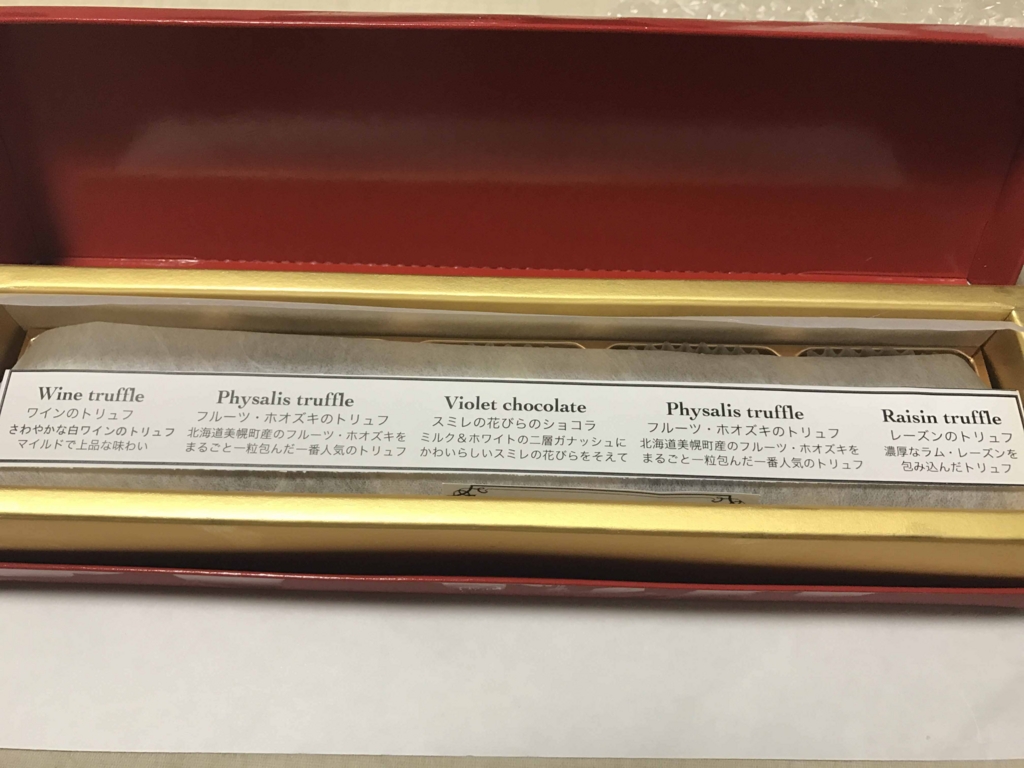 Wine truffle
ワインのトリュフ
さわやかな白ワインのトリュフ
マイルドで上品な味わい
Physalis truffle
フルーツ・ホオズキのトリュフ
北海道美幌町産のフルーツ・ホオズキを
まるごと一粒包んだ一番人気のトリュフ
Violet chocolate
スミレの花びらのショコラ
ミルク＆ホワイトの二層ガナッシュに
かわいらしいスミレの花びらをそえて
Physalis truffle
フルーツ・ホオズキのトリュフ
北海道美幌町産のフルーツ・ホオズキを
まるごと一粒包んだ一番人気のトリュフ
Raisin truffle
レーズンのトリュフ
濃厚なラム・レーズンを
包み込んだトリュフ